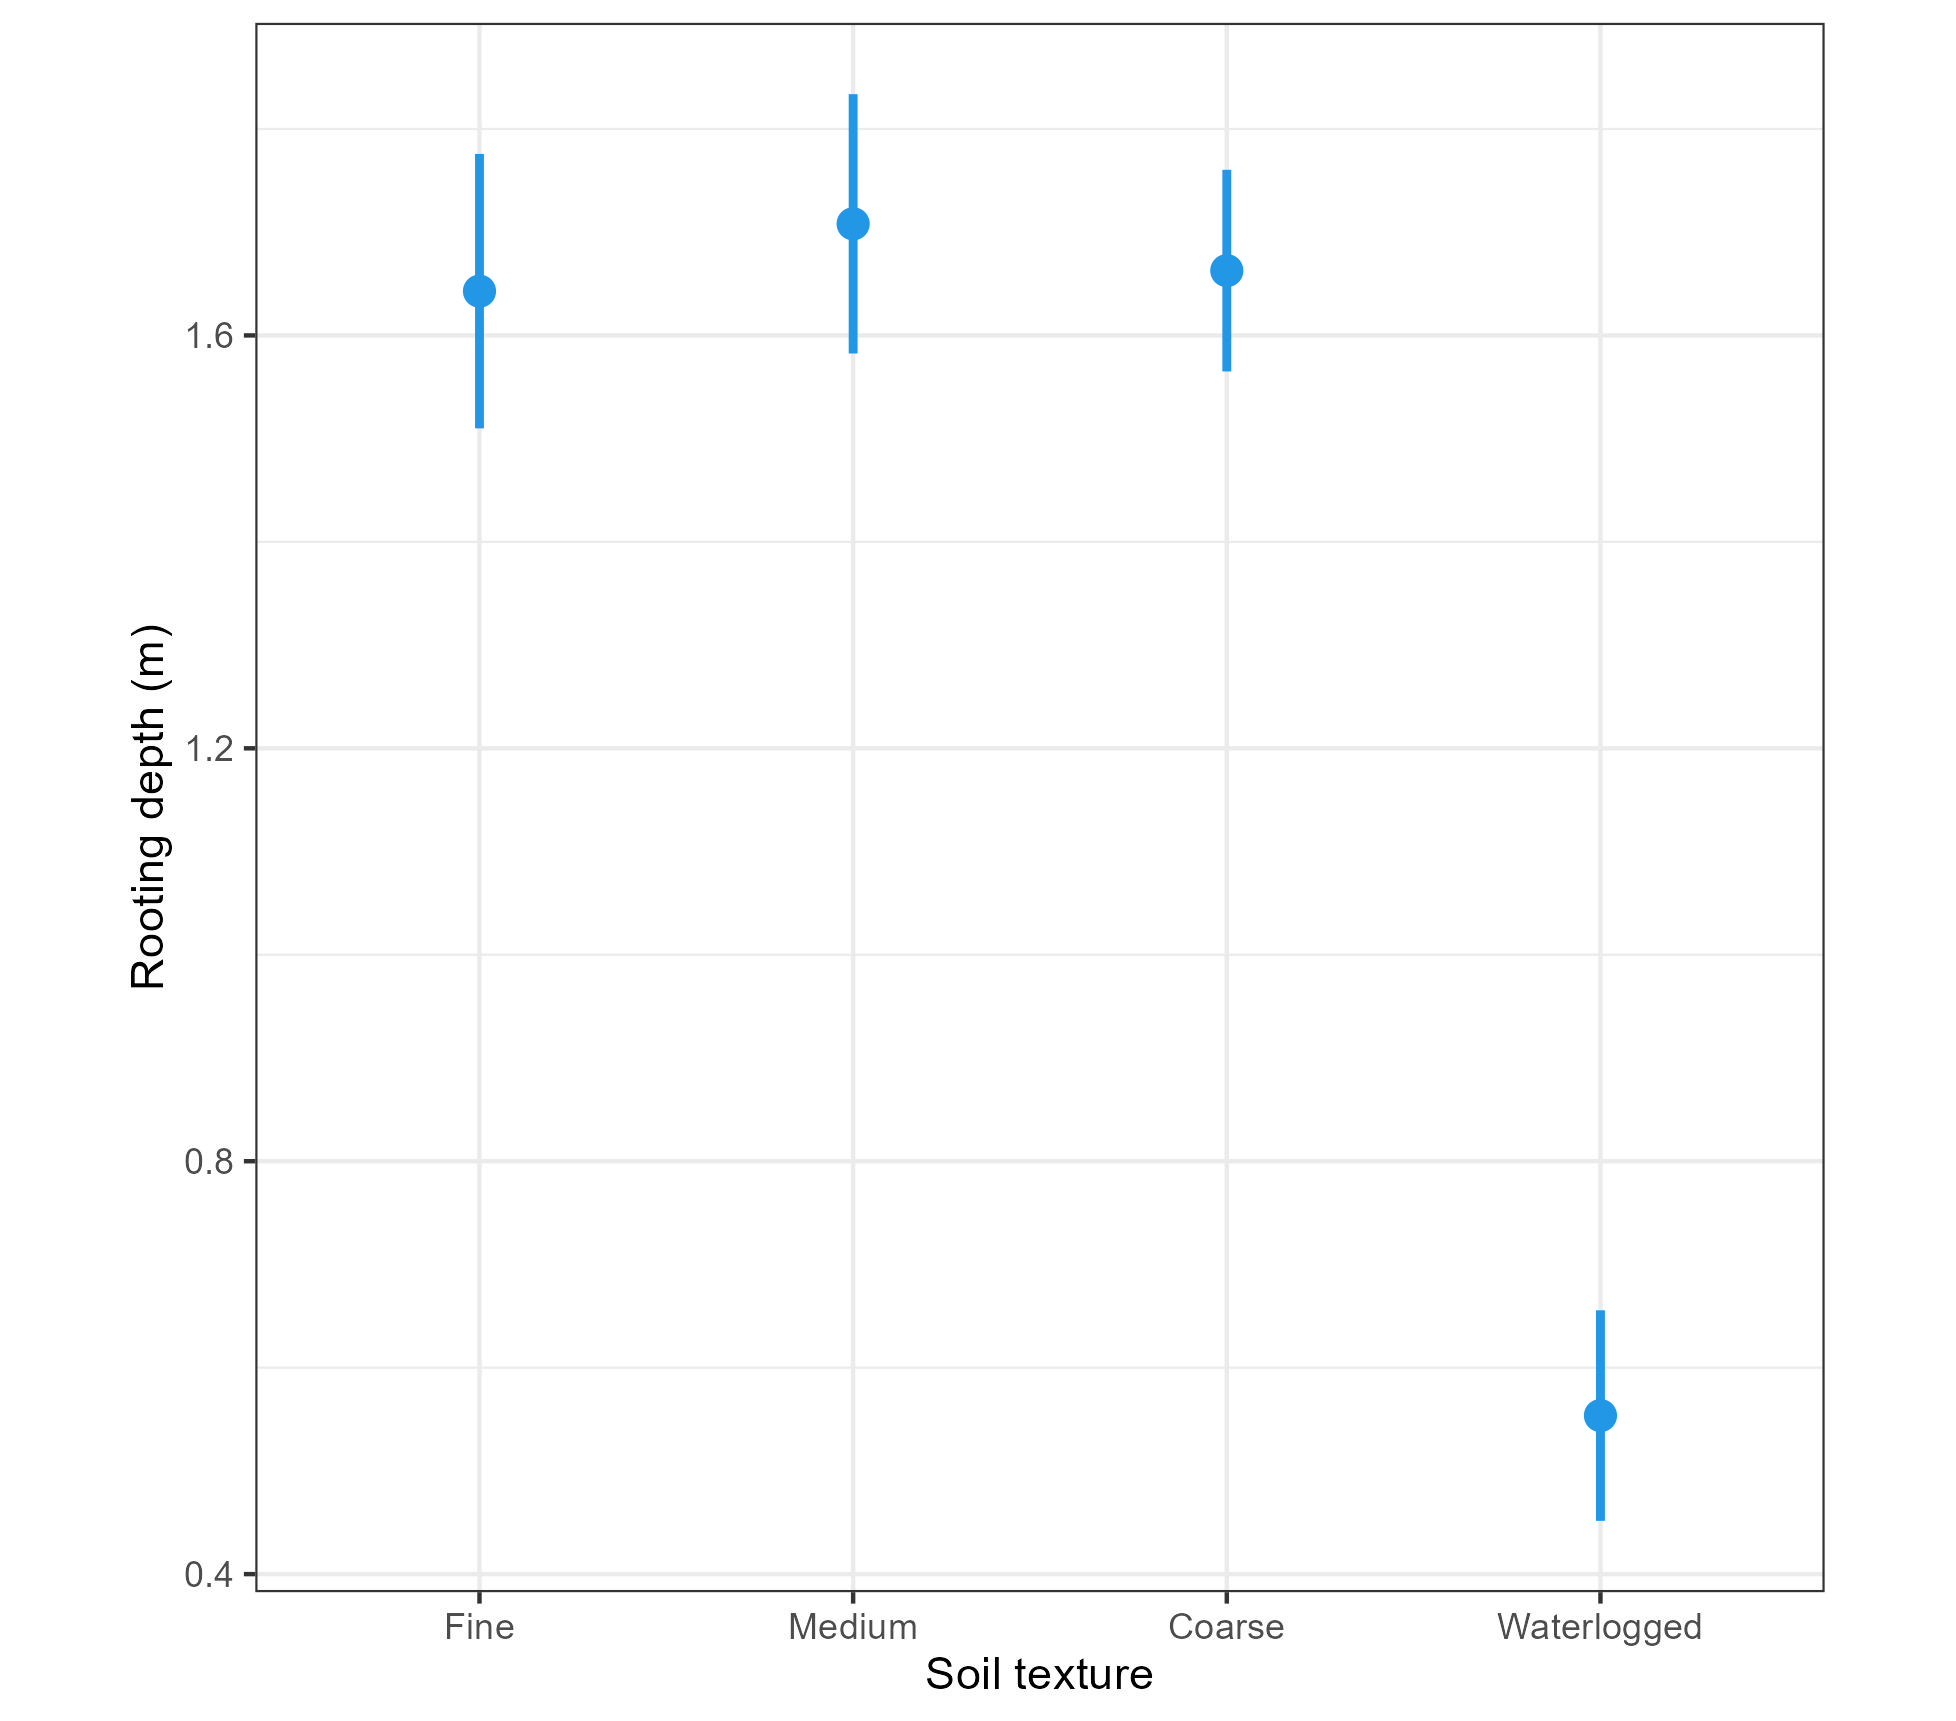 Rooting depth (m)
1.6
1.2
0.8
0.4
Fine Medium Coarse Waterlogged
Soil texture